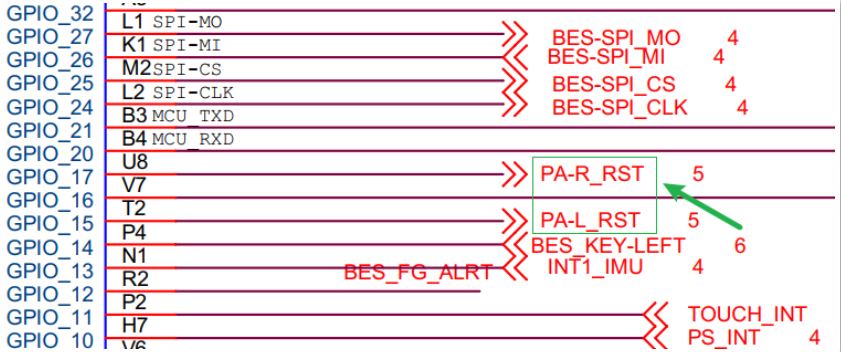 GPIO_32
L1 SPI-MO
GPIO_27 BES-SPI_MO 4
K1 SPI-MI
GPIO_26 BES-SPI_MI 4
M2 SPI-CS
GPIO_25 BES-SPI_CS 4
L2 SPI-CLK
GPIO_24 BES-SPI_CLK 4
B3 MCU_TXD
GPIO_21
B4 MCU_RXD
GPIO_20
U8
GPIO_17 PA-R_RST 5
V7
GPIO_16
T2
GPIO_15 PA-L_RST 5
P4
GPIO_14 BES_KEY-LEFT 6
N1
GPIO_13 BES_FG_ALRT INT1_IMU 4
R2
GPIO_12
P2
GPIO_11 TOUCH_INT
H7
GPIO_10 PS_INT 4
V6